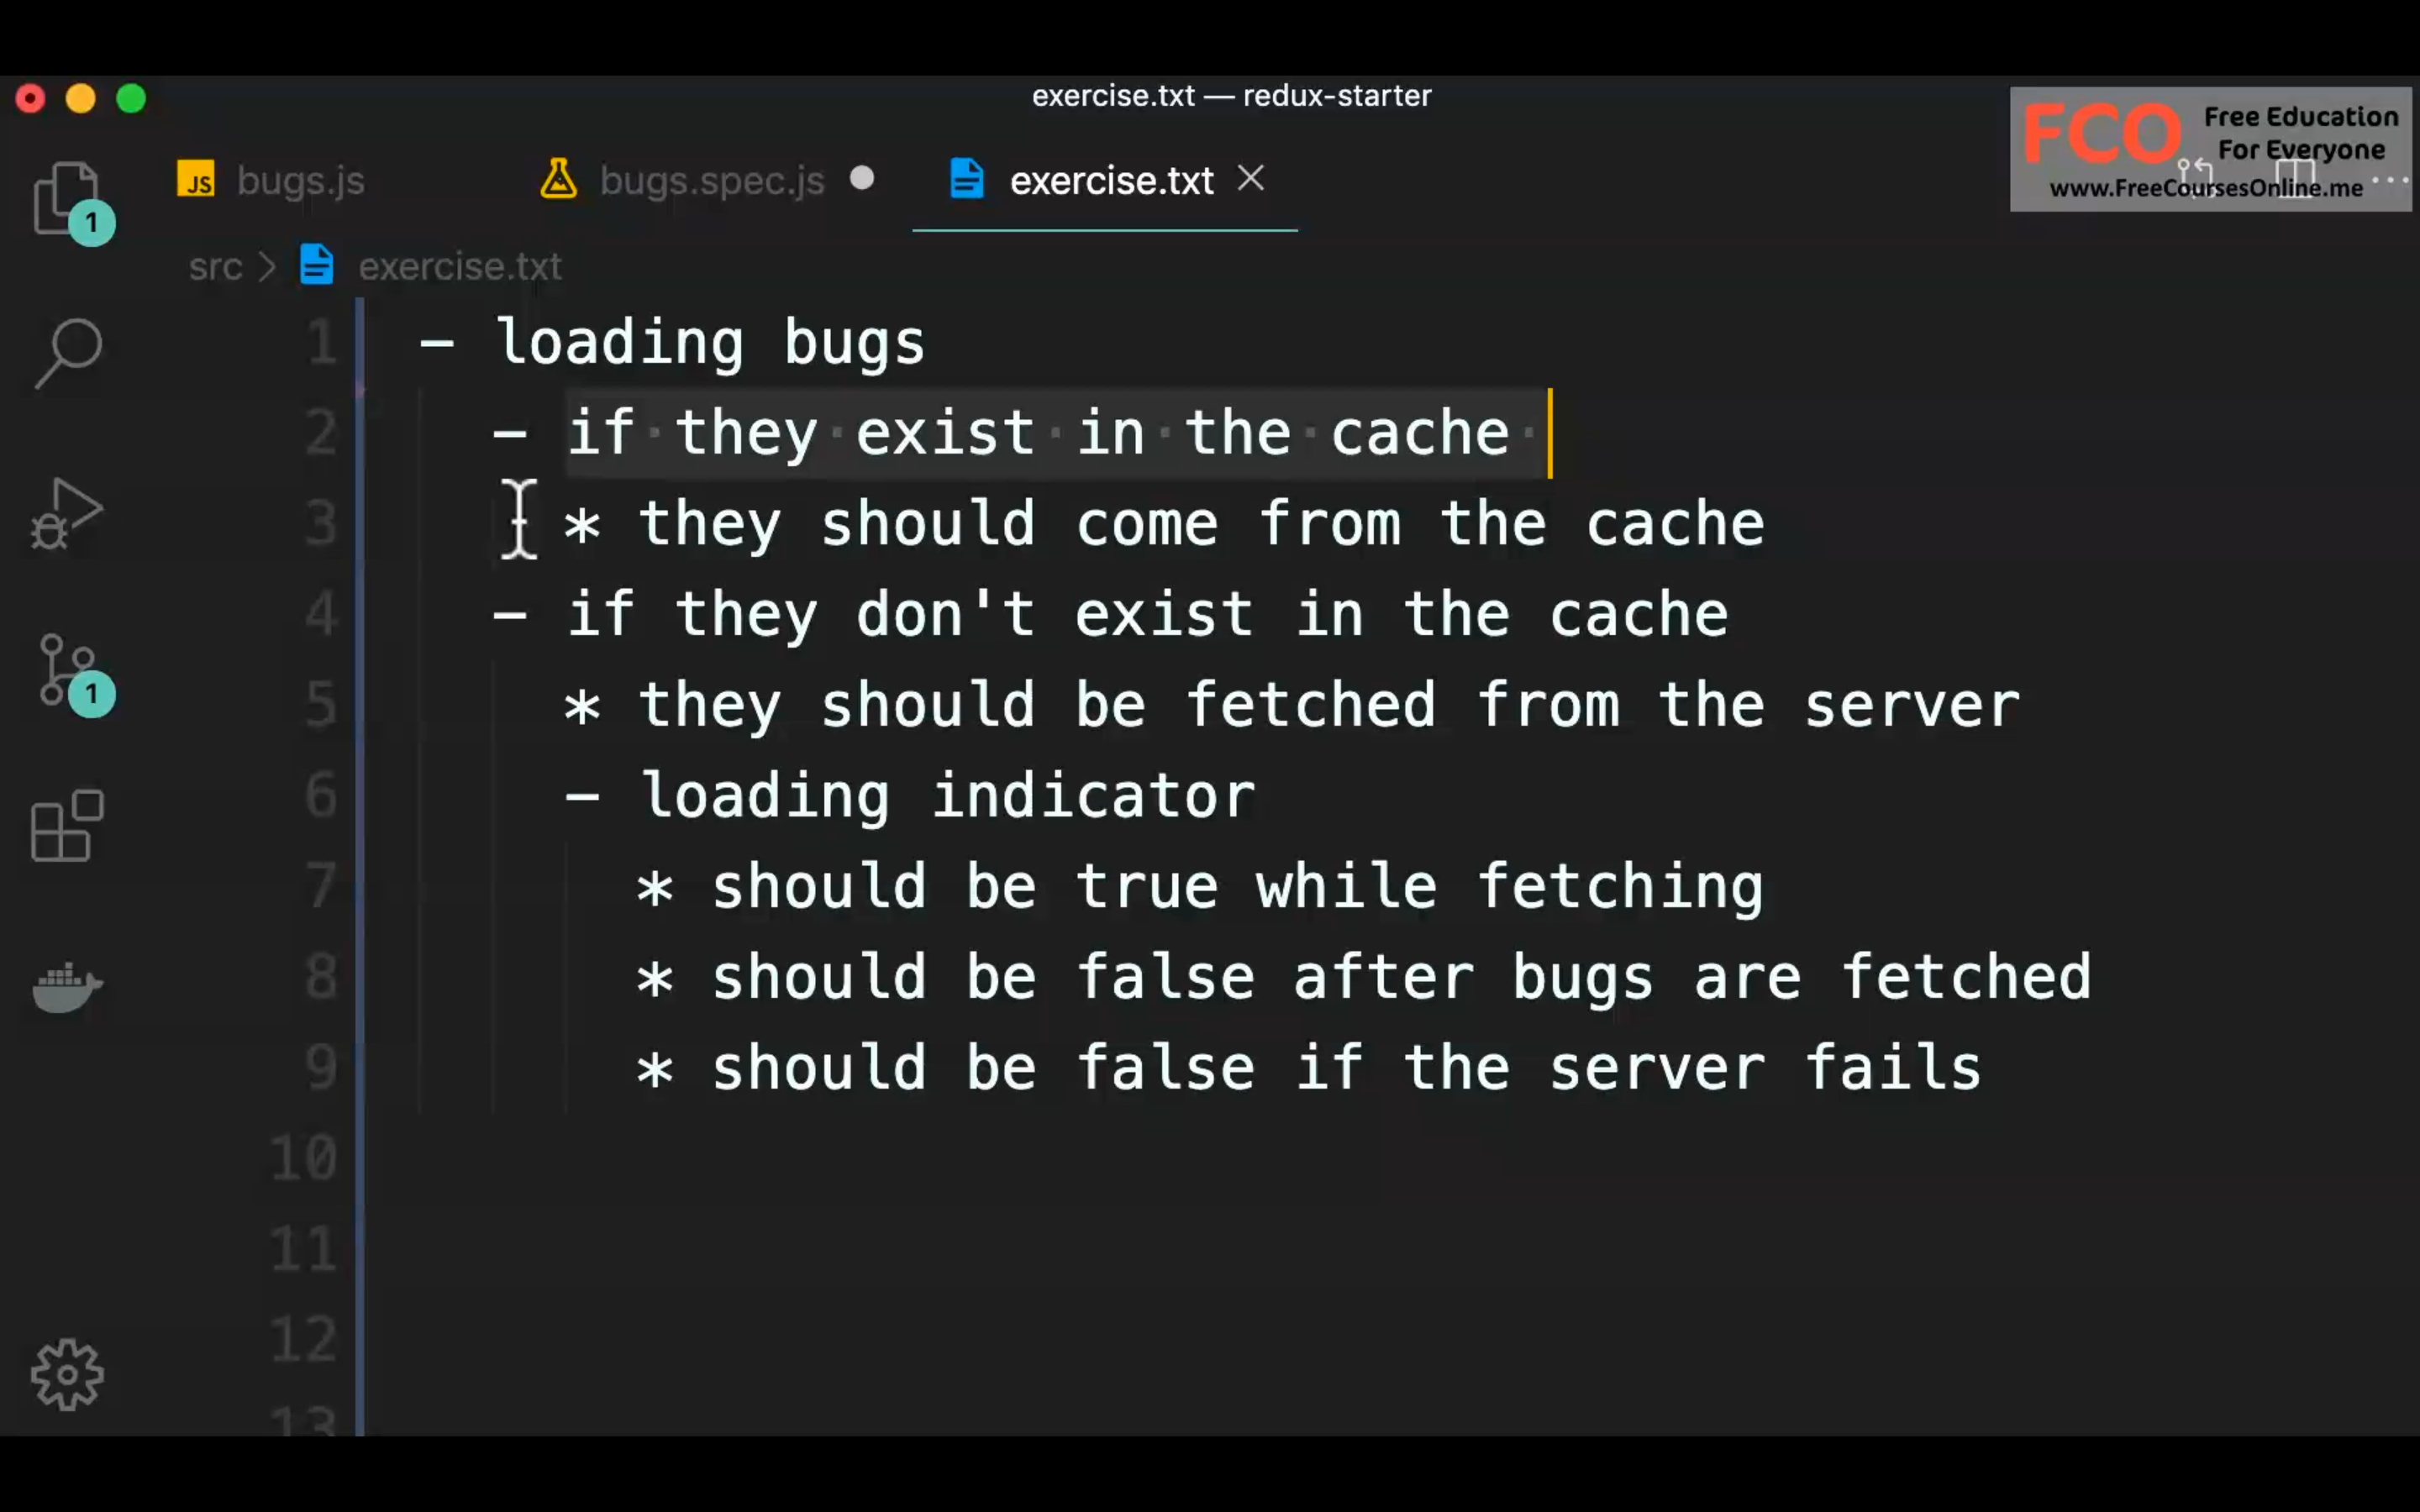 exercise.txt — redux-starter
FCO Free Education
For Everyone
www.FreeCoursesOnline.me
JS bugs.js bugs.spec.js exercise.txt
1
src > exercise.txt
1 - loading bugs
2 - if they exist in the cache
3 * they should come from the cache
4 - if they don't exist in the cache
1
5 * they should be fetched from the server
6 - loading indicator
7 * should be true while fetching
8 * should be false after bugs are fetched
9 * should be false if the server fails
10
11
12
13